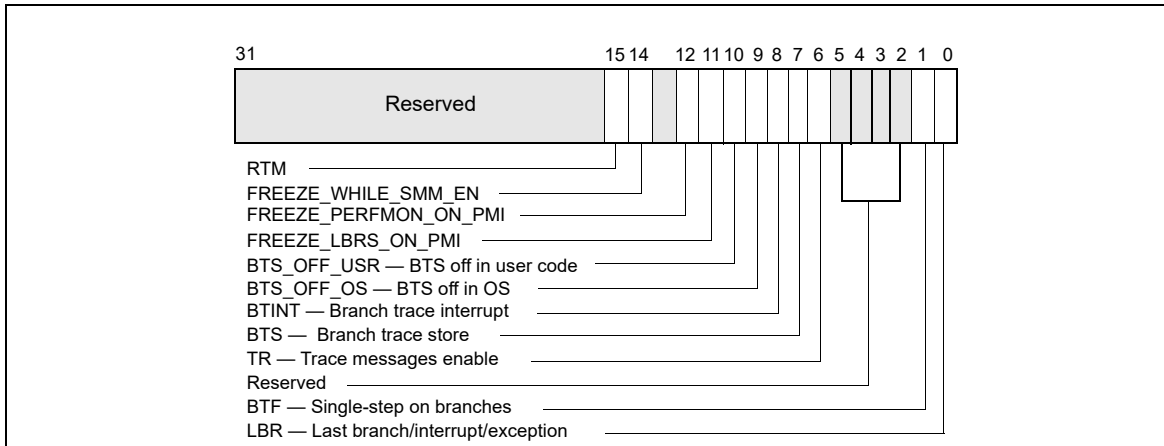 31 15 14 12 11 10 9 8 7 6 5 4 3 2 1 0
Reserved
RTM
FREEZE_WHILE_SMM_EN
FREEZE_PERFMON_ON_PMI
FREEZE_LBRS_ON_PMI
BTS_OFF_USR — BTS off in user code
BTS_OFF_OS — BTS off in OS
BTINT — Branch trace interrupt
BTS — Branch trace store
TR — Trace messages enable
Reserved
BTF — Single-step on branches
LBR — Last branch/interrupt/exception